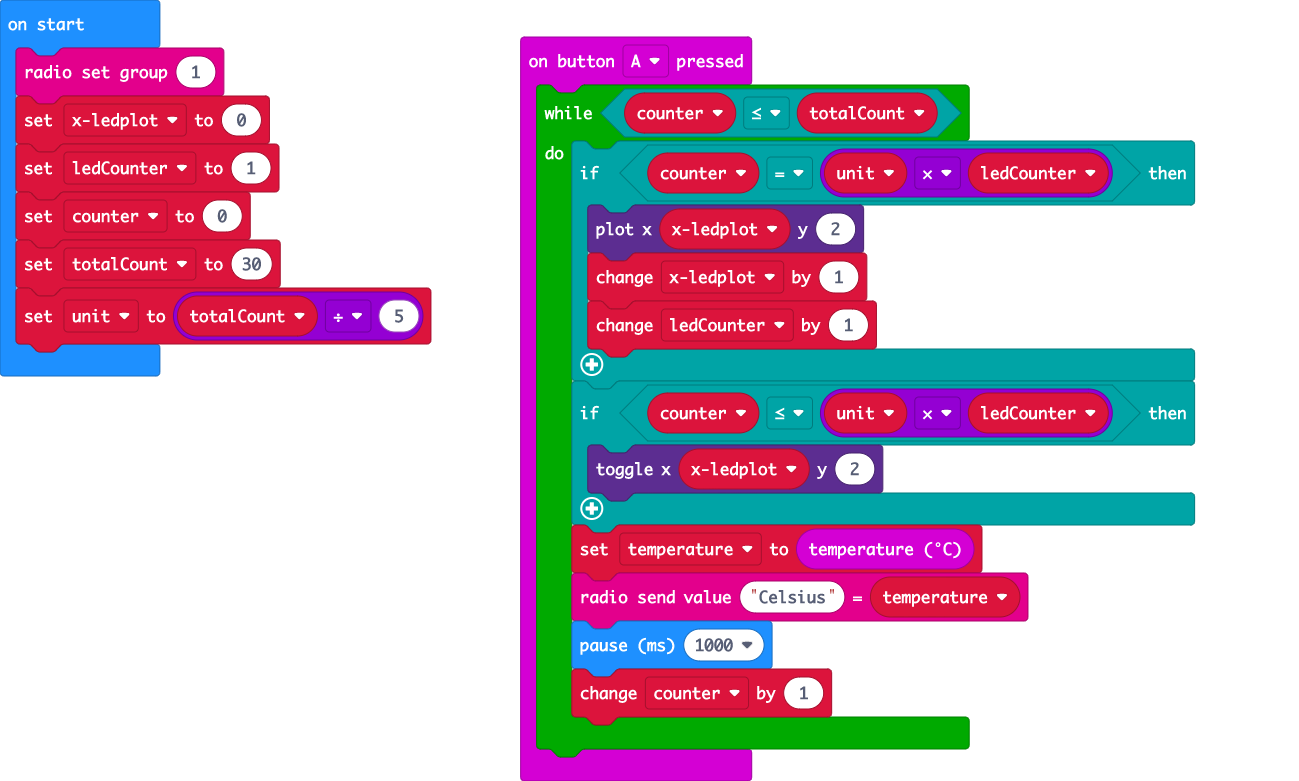 on start
radio set group 1
set x-ledplot to 0
set ledCounter to 1
set counter to 0
set totalCount to 30
set unit to totalCount ÷ 5
on button A pressed
while counter ≤ totalCount
do
if counter = unit × ledCounter then
plot x x-ledplot y 2
change x-ledplot by 1
change ledCounter by 1
if counter ≤ unit × ledCounter then
toggle x x-ledplot y 2
set temperature to temperature (°C)
radio send value "Celsius" = temperature
pause (ms) 1000
change counter by 1